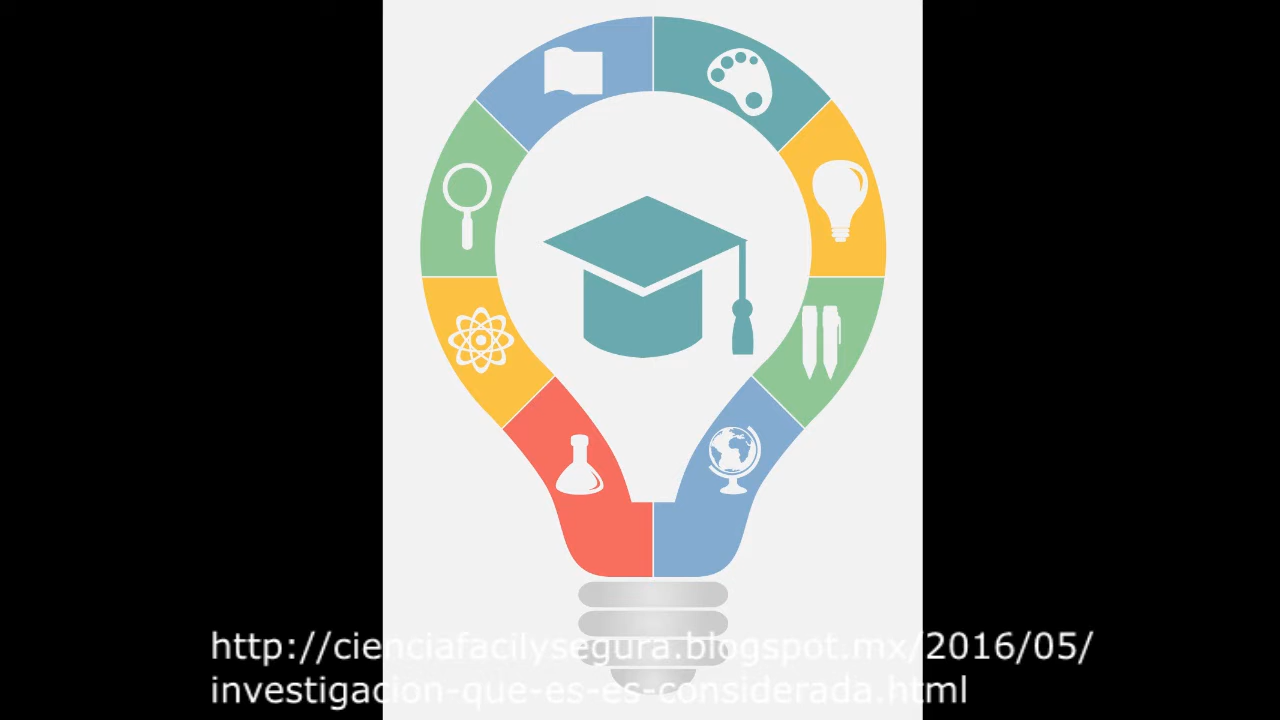 http://cienciafacilysegura.blogspot.mx/2016/05/
investigacion-que-es-es-considerada.html